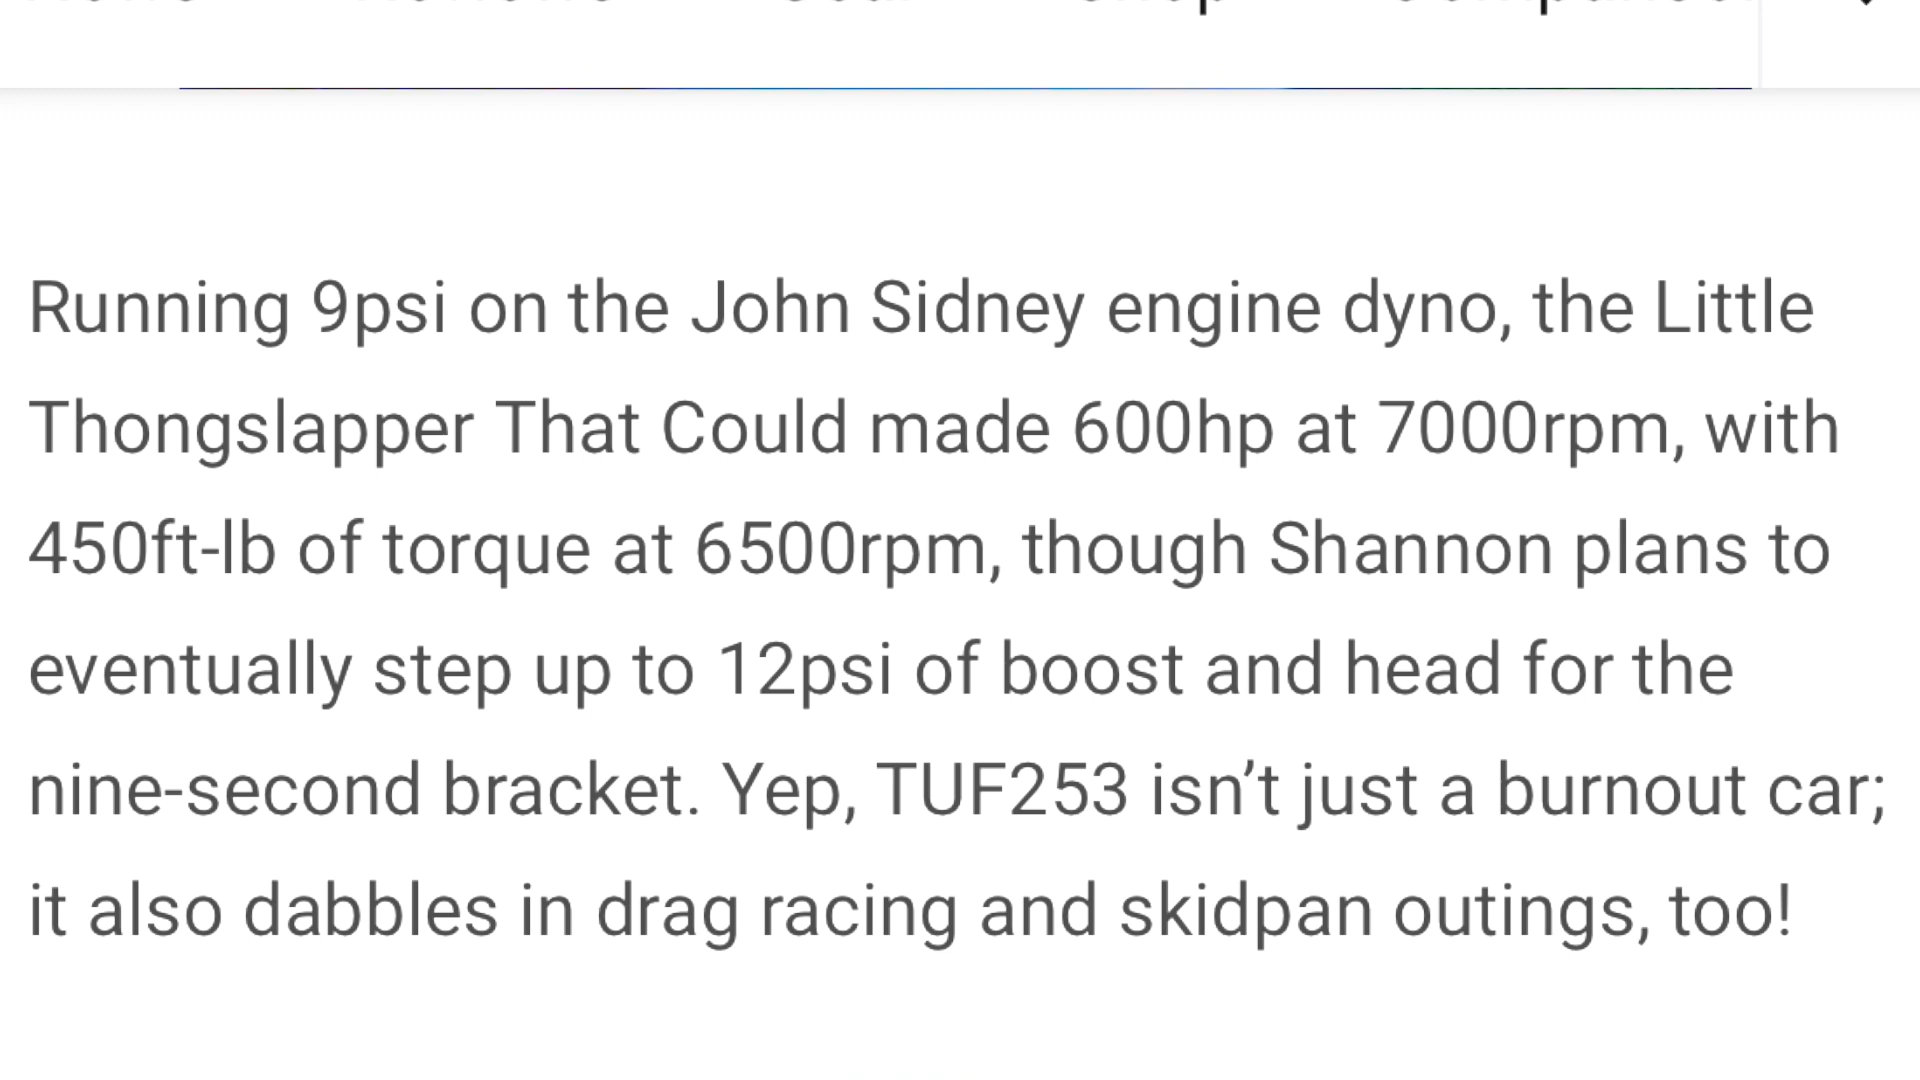 Running 9psi on the John Sidney engine dyno, the Little
Thongslapper That Could made 600hp at 7000rpm, with
450ft-lb of torque at 6500rpm, though Shannon plans to
eventually step up to 12psi of boost and head for the
nine-second bracket. Yep, TUF253 isn’t just a burnout car;
it also dabbles in drag racing and skidpan outings, too!